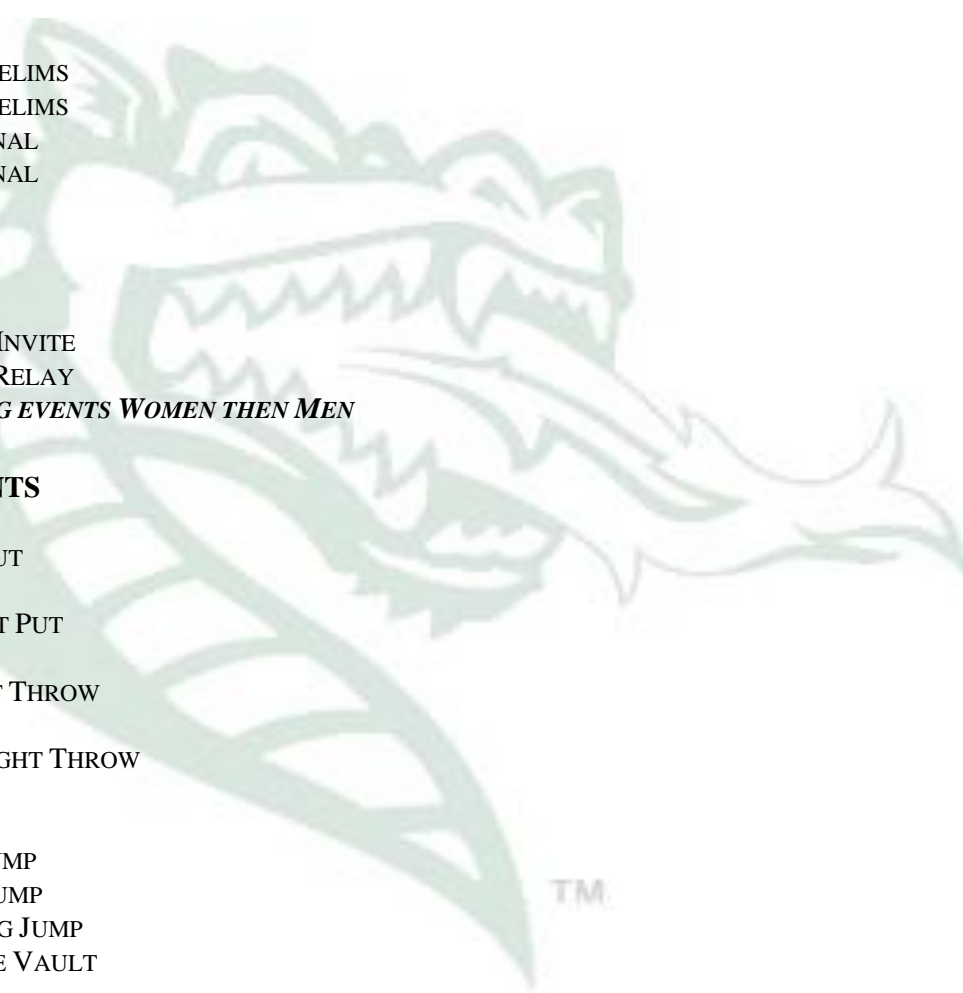 ELIMS
ELIMS
NAL
NAL
INVITE
RELAY
G EVENTS WOMEN THEN MEN
NTS
UT
T PUT
T THROW
GHT THROW
UMP
UMP
G JUMP
E VAULT
TM